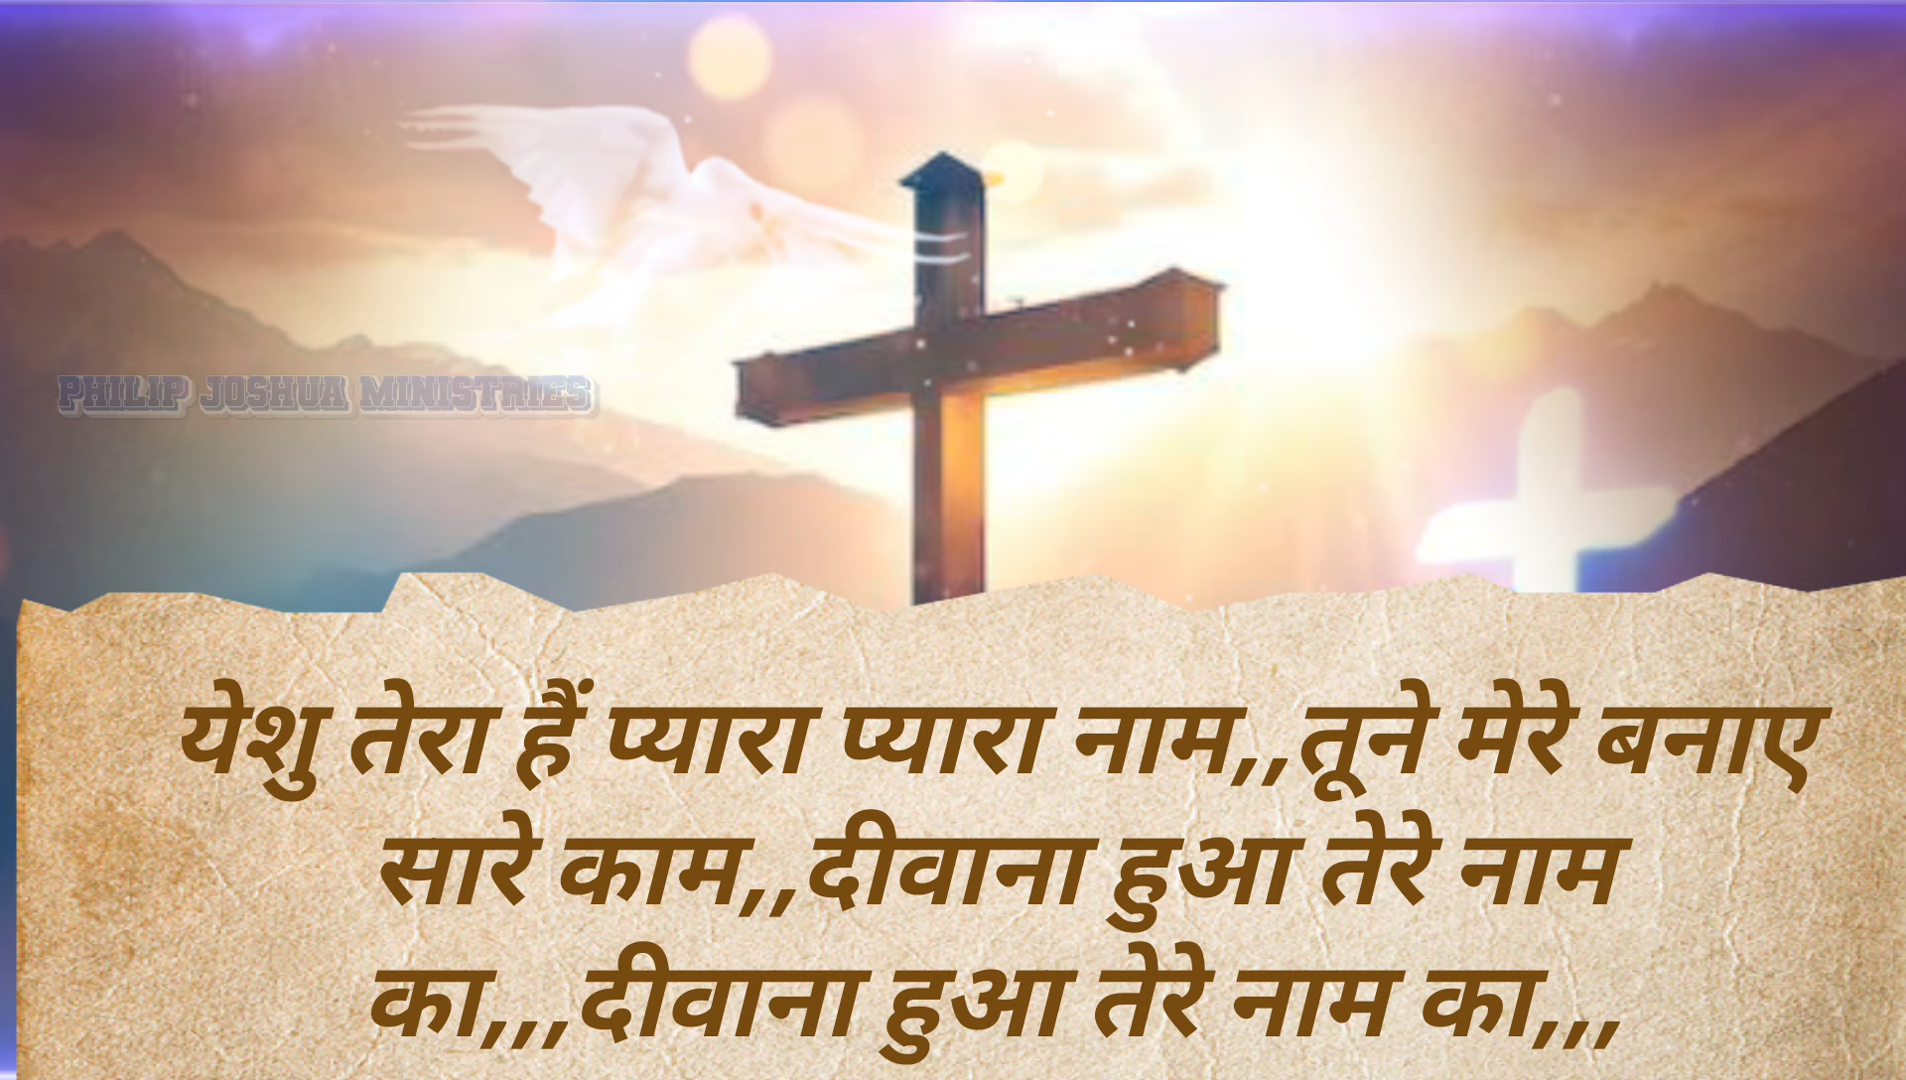 PHILIP JOSHUA MINISTRIES
येशु तेरा हैं प्यारा प्यारा नाम,,तूने मेरे बनाए
सारे काम,,दीवाना हुआ तेरे नाम
का,,,दीवाना हुआ तेरे नाम का,,,